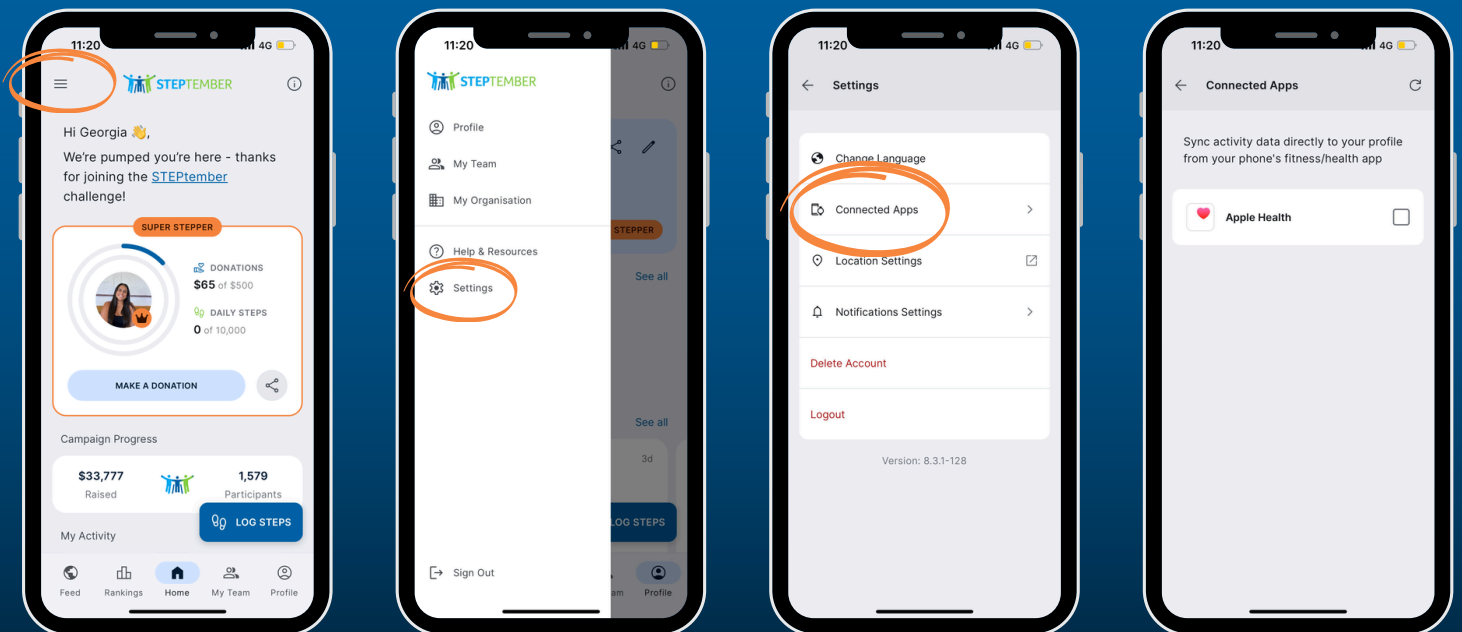 11:20
4G
STEPTEMBER
Hi Georgia 👋,
We're pumped you're here - thanks
for joining the STEPtember
challenge!
SUPER STEPPER
DONATIONS
$65 of $500
DAILY STEPS
0 of 10,000
MAKE A DONATION
Campaign Progress
$33,777
Raised
1,579
Participants
LOG STEPS
My Activity
Feed
Rankings
Home
My Team
Profile
11:20
4G
STEPTEMBER
Profile
My Team
My Organisation
STEPPER
Help & Resources
See all
Settings
See all
3d
LOG STEPS
Sign Out
am
Profile
11:20
4G
Settings
Change Language
Connected Apps
Location Settings
Notifications Settings
Delete Account
Logout
Version: 8.3.1-128
11:20
4G
Connected Apps
Sync activity data directly to your profile
from your phone's fitness/health app
Apple Health